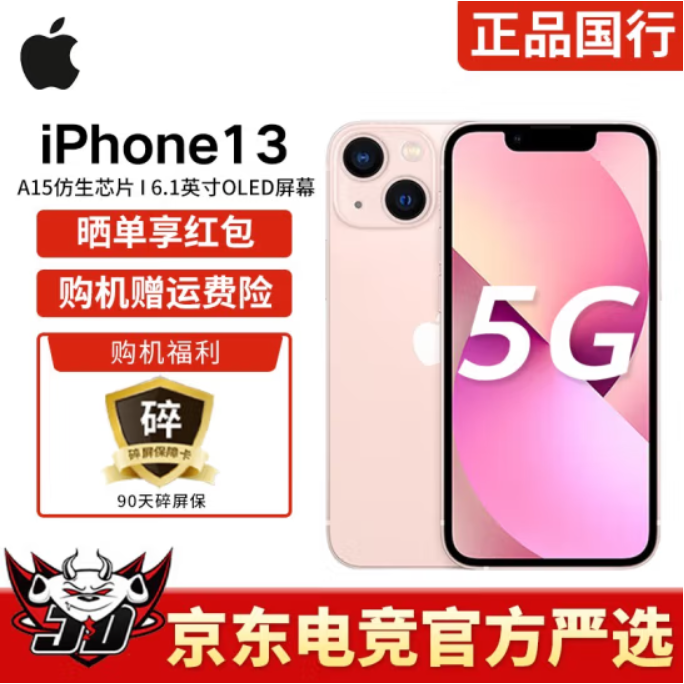 正品国行
iPhone13
A15仿生芯片 I 6.1英寸OLED屏幕
晒单享红包
购机赠运费险
购机福利
碎
碎屏保障卡
90天碎屏保
5G
JD
京东电竞官方严选